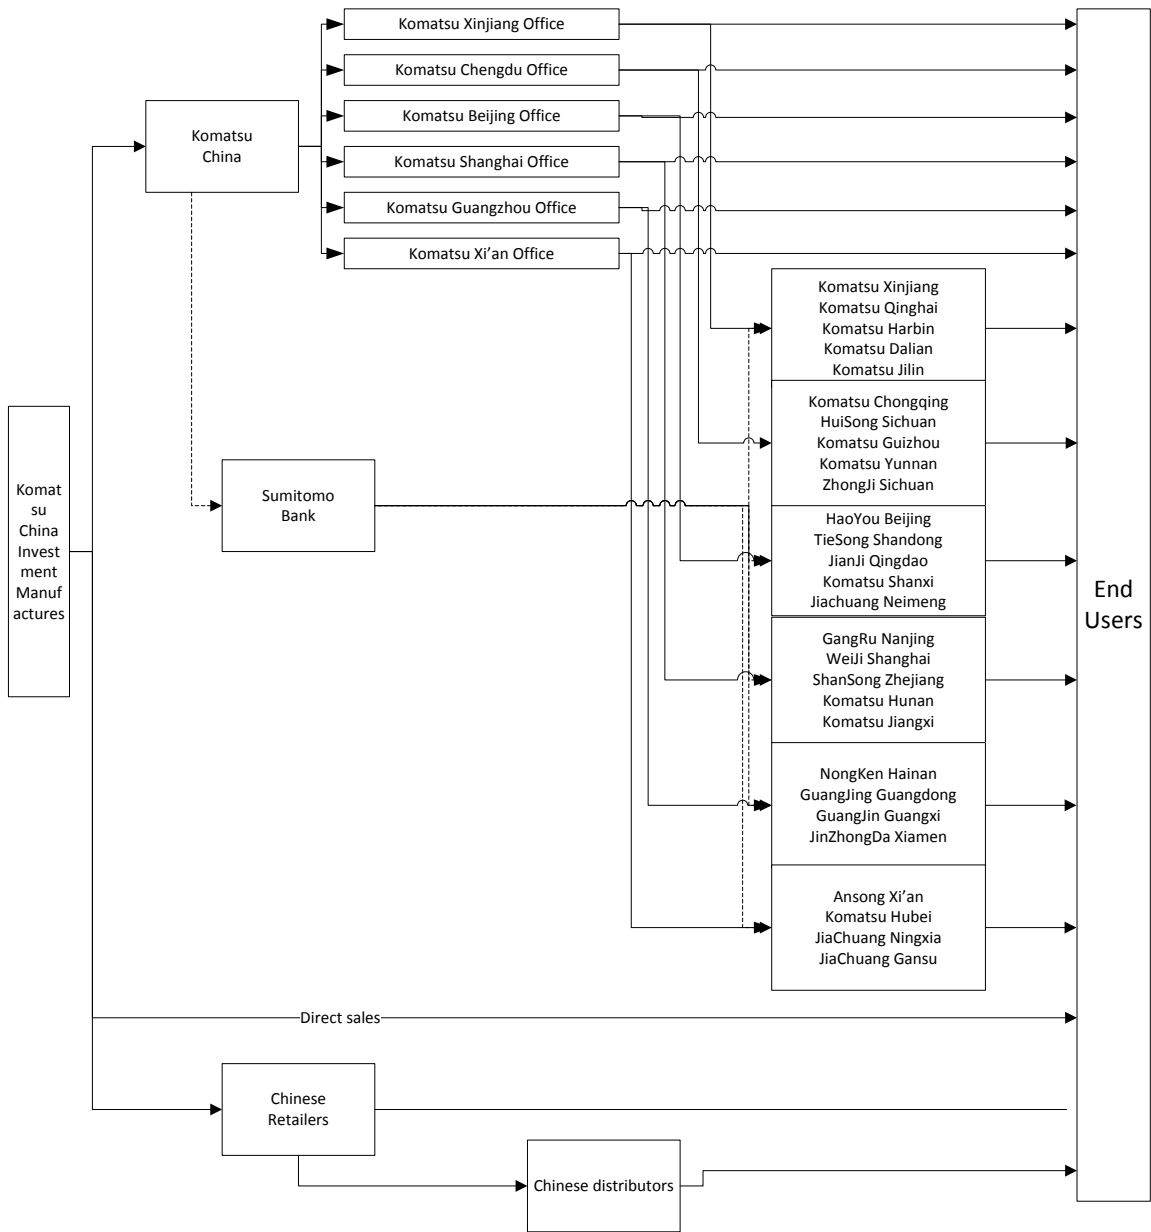 Komatsu Xinjiang Office
Komatsu Chengdu Office
Komatsu Beijing Office
Komatsu Shanghai Office
Komatsu Guangzhou Office
Komatsu Xi’an Office
Komatsu
China
Sumitomo
Bank
Komat
su
China
Invest
ment
Manuf
actures
Komatsu Xinjiang
Komatsu Qinghai
Komatsu Harbin
Komatsu Dalian
Komatsu Jilin
Komatsu Chongqing
HuiSong Sichuan
Komatsu Guizhou
Komatsu Yunnan
ZhongJi Sichuan
HaoYou Beijing
TieSong Shandong
JianJi Qingdao
Komatsu Shanxi
Jiachuang Neimeng
GangRu Nanjing
WeiJi Shanghai
ShanSong Zhejiang
Komatsu Hunan
Komatsu Jiangxi
NongKen Hainan
GuangJing Guangdong
GuangJin Guangxi
JinZhongDa Xiamen
Ansong Xi’an
Komatsu Hubei
JiaChuang Ningxia
JiaChuang Gansu
End
Users
Direct sales
Chinese
Retailers
Chinese distributors